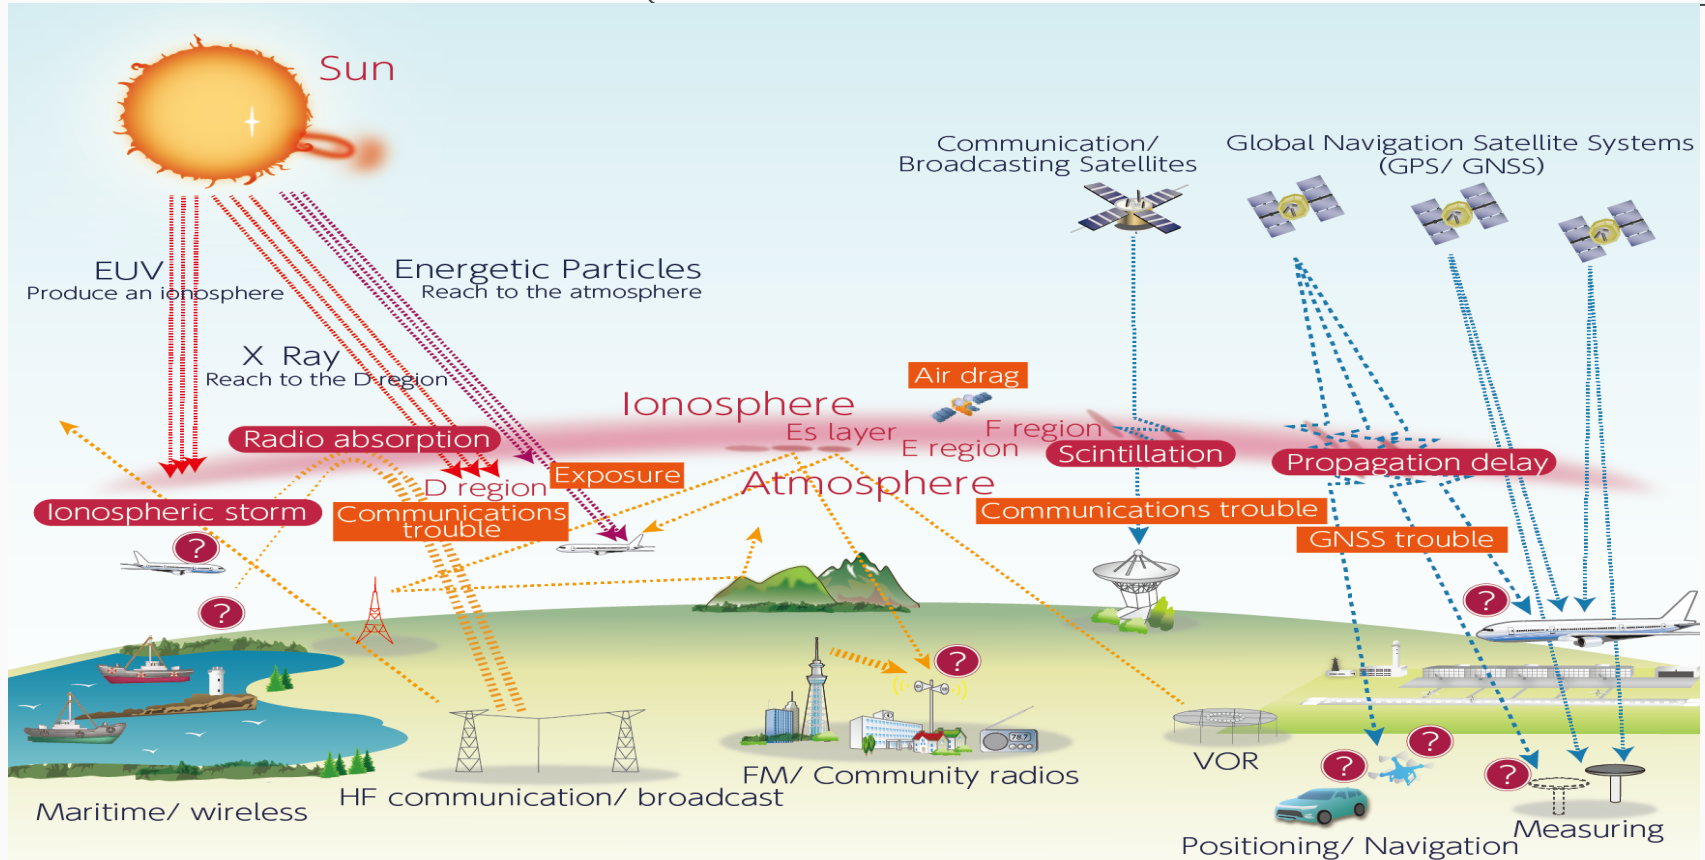 Sun
Communication/
Broadcasting Satellites
Global Navigation Satellite Systems
(GPS/ GNSS)
EUV
Produce an ionosphere
Energetic Particles
Reach to the atmosphere
X Ray
Reach to the D region
Air drag
Ionosphere
Radio absorption
Es layer
F region
E region
Scintillation
Propagation delay
D region
Exposure
Atmosphere
Ionospheric storm
Communications
trouble
Communications trouble
GNSS trouble
?
?
?
?
78.7
?
?
?
VOR
FM/ Community radios
HF communication/ broadcast
Maritime/ wireless
Measuring
Positioning/ Navigation